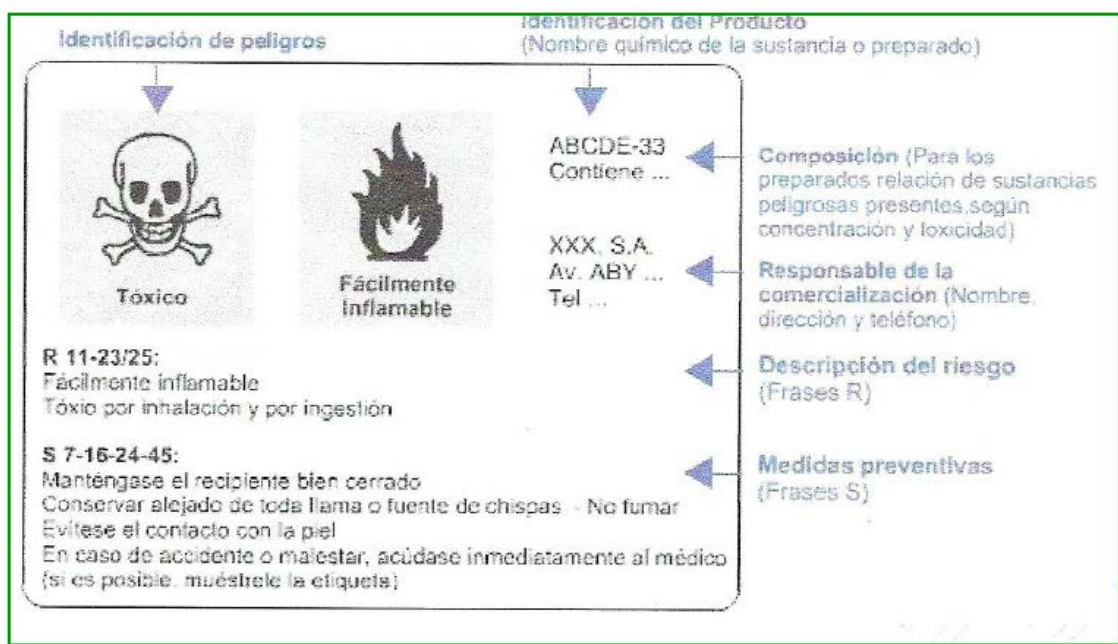 Identificación de peligros
Identificación del Producto
(Nombre químico de la sustancia o preparado)
Tóxico
Fácilmente
inflamable
ABCDE-33
Contiene ...
XXX, S.A.
Av. ABY ...
Tel ...
Composición (Para los
preparados relación de sustancias
peligrosas presentes,según
concentración y toxicidad)
Responsable de la
comercialización (Nombre,
dirección y teléfono)
R 11-23/25:
Fácilmente inflamable
Tóxio por inhalación y por ingestión
Descripción del riesgo
(Frases R)
S 7-16-24-45:
Manténgase el recipiente bien cerrado
Conservar alejado de toda llama o fuente de chispas - No fumar
Evítese el contacto con la piel
En caso de accidente o malestar, acúdase inmediatamente al médico
(si es posible, muéstrele la etiqueta)
Medidas preventivas
(Frases S)